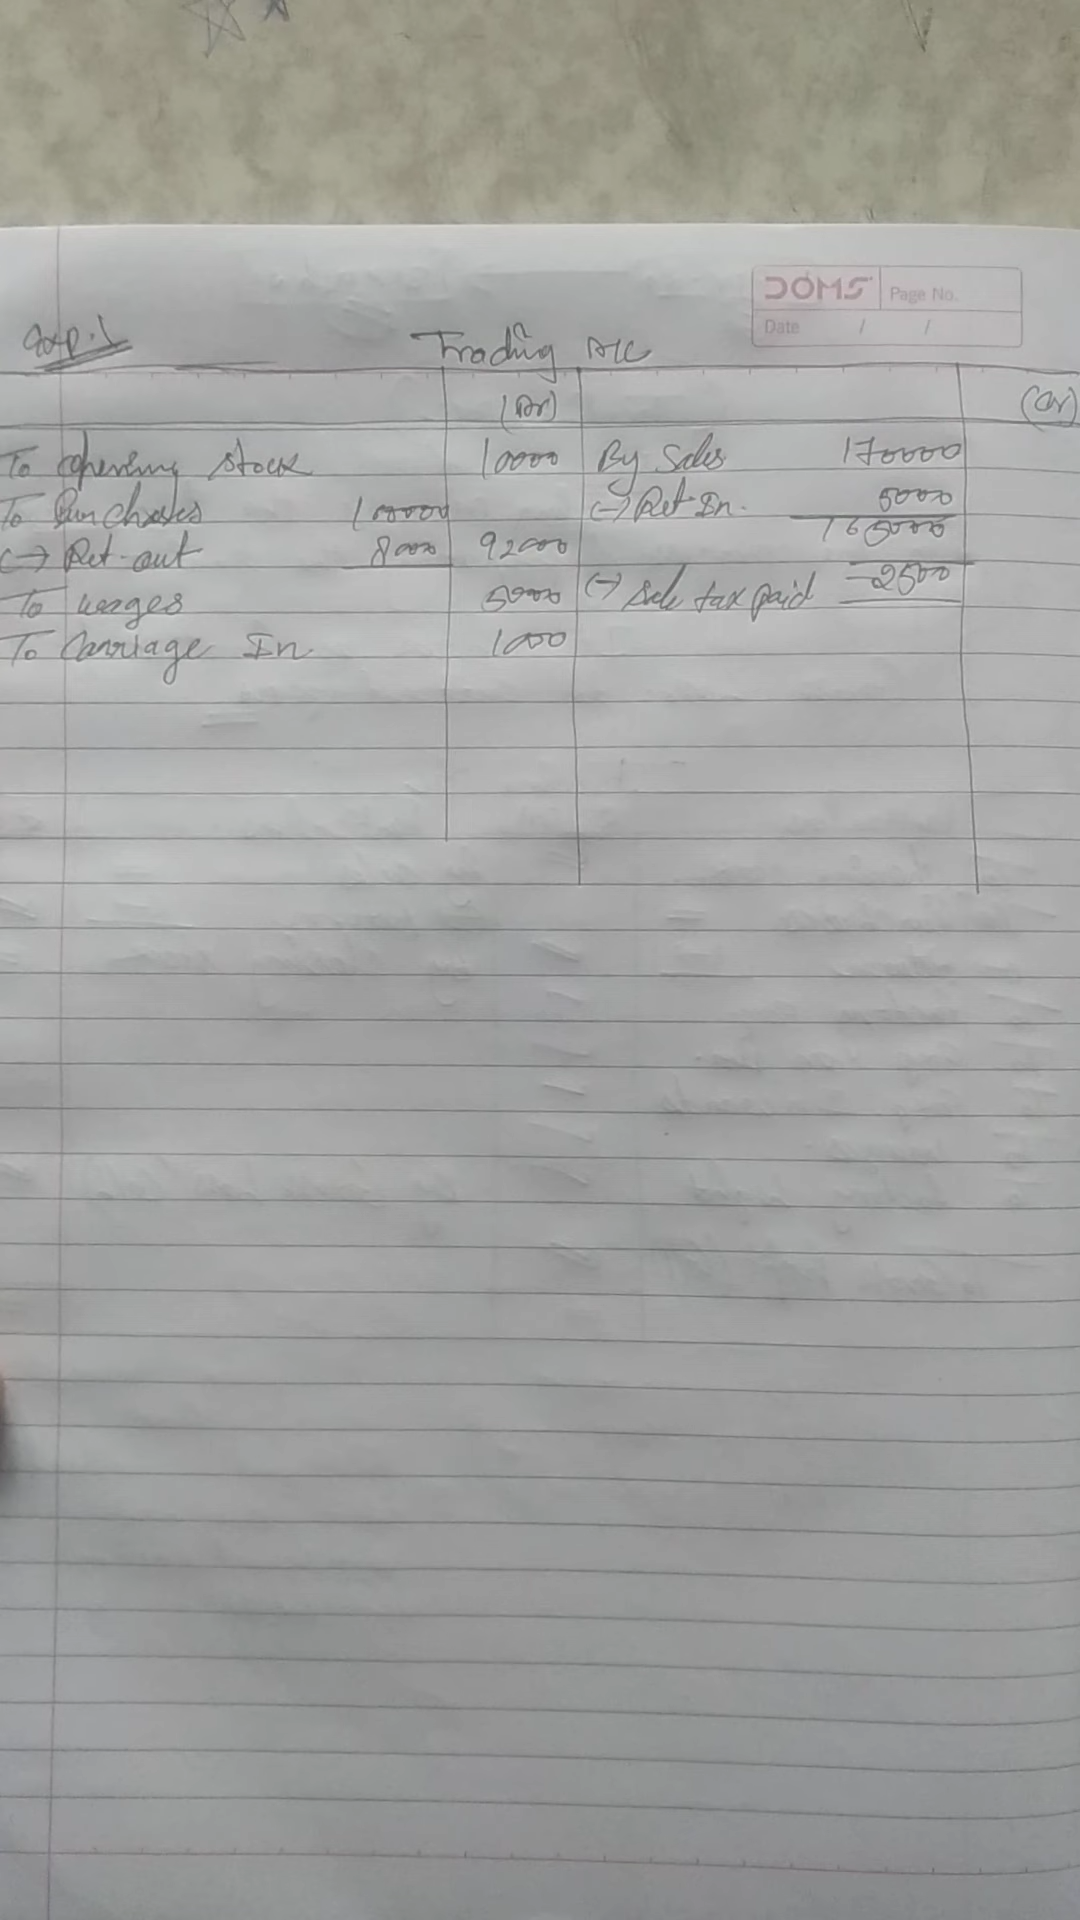 DOMS Page No.
Date / /
Trading A/C
(Dr) (Cr)
To opening stock 10000 By Sales 170000
To Purchases 100000 (-) Ret In. 5000
(-) Ret-out 8000 92000 165000
To wages 5000 (-) Sale tax paid -2500
To Carriage In 1000